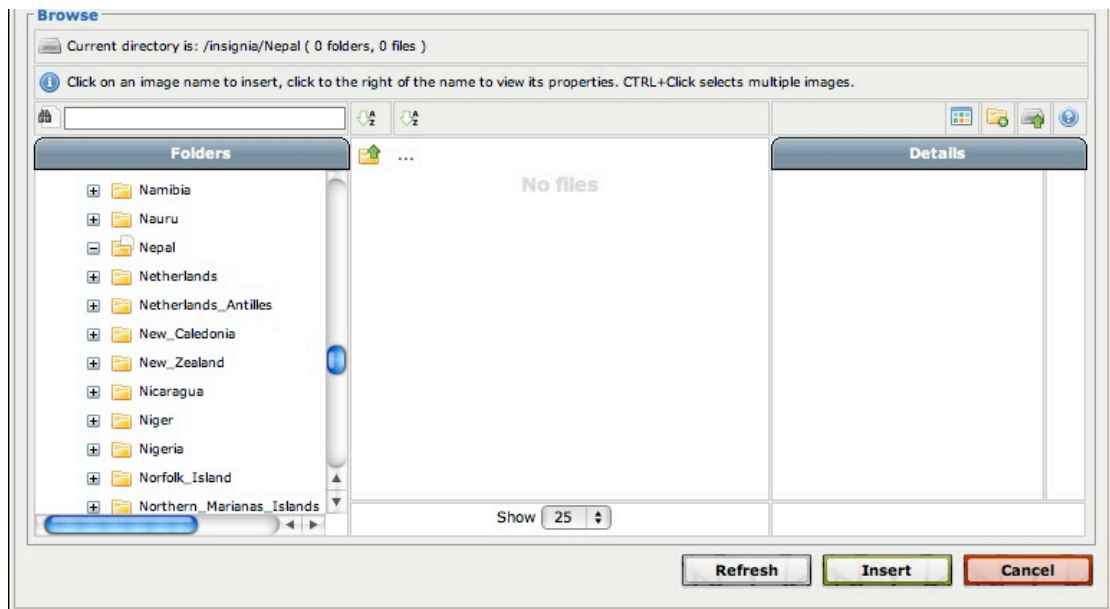 Browse
Current directory is: /insignia/Nepal ( 0 folders, 0 files )
Click on an image name to insert, click to the right of the name to view its properties. CTRL+Click selects multiple images.
Folders
...
Details
No files
Namibia
Nauru
Nepal
Netherlands
Netherlands_Antilles
New_Caledonia
New_Zealand
Nicaragua
Niger
Nigeria
Norfolk_Island
Northern_Marianas_Islands
Show 25
Refresh
Insert
Cancel